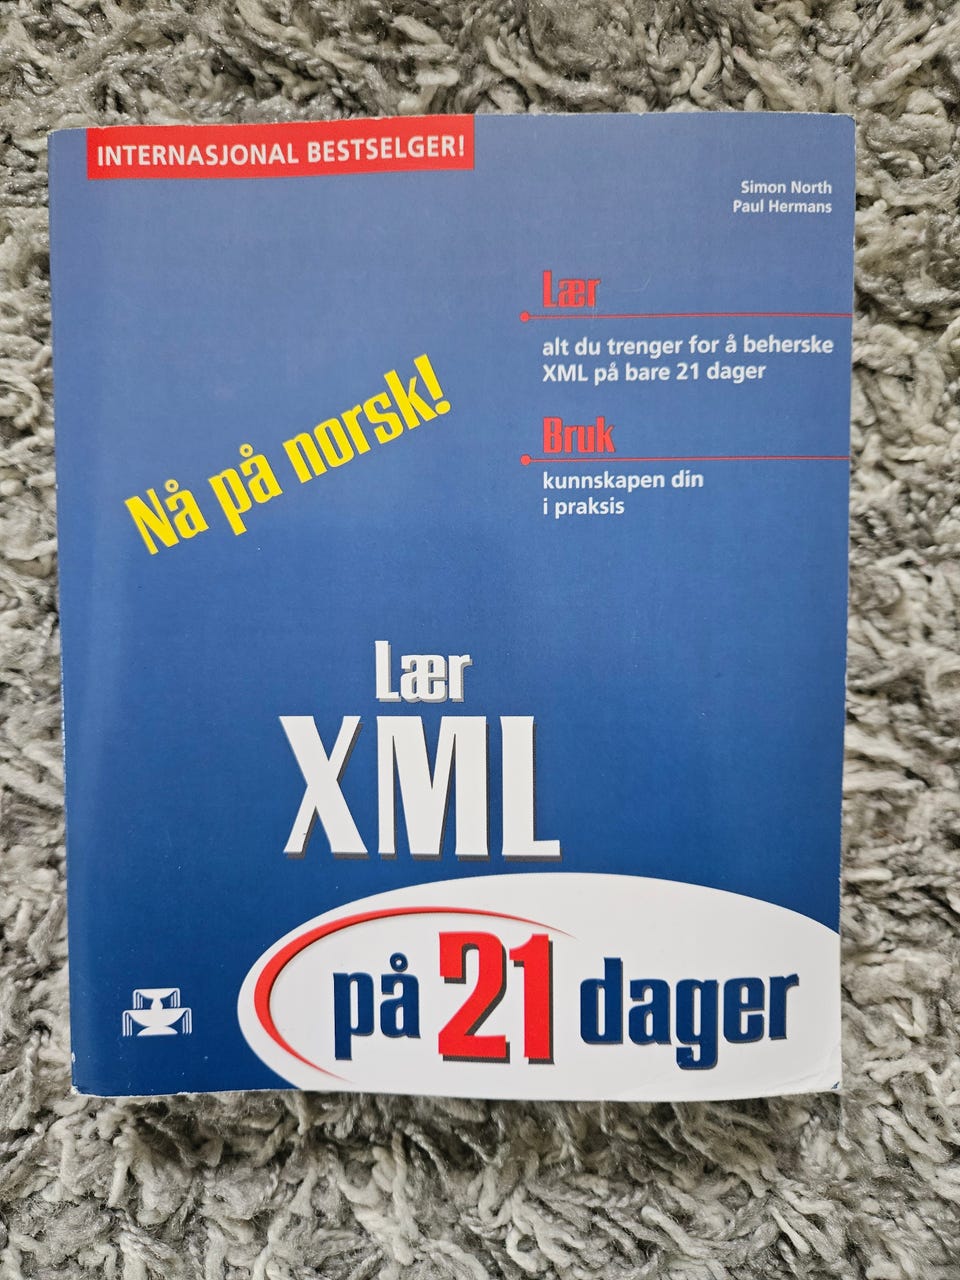 INTERNASJONAL BESTSELGER!
Simon North
Paul Hermans
Lær
alt du trenger for å beherske
XML på bare 21 dager
Bruk
kunnskapen din
i praksis
Nå på norsk!
Lær
XML
på 21 dager